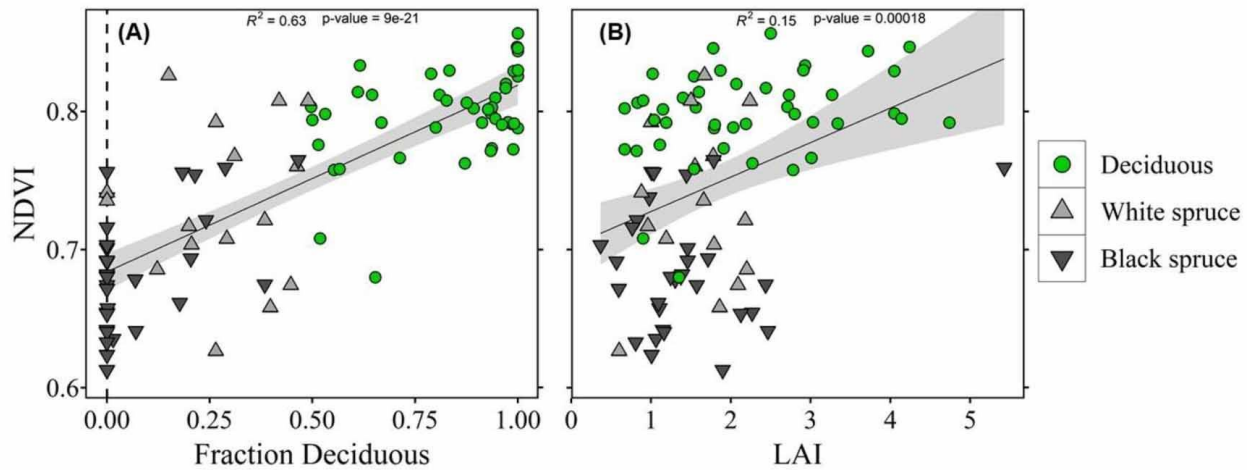 R² = 0.63 p-value = 9e-21
R² = 0.15 p-value = 0.00018
(A)
(B)
NDVI
0.8
0.7
0.6
0.00 0.25 0.50 0.75 1.00
0 1 2 3 4 5
Fraction Deciduous
LAI
Deciduous
White spruce
Black spruce